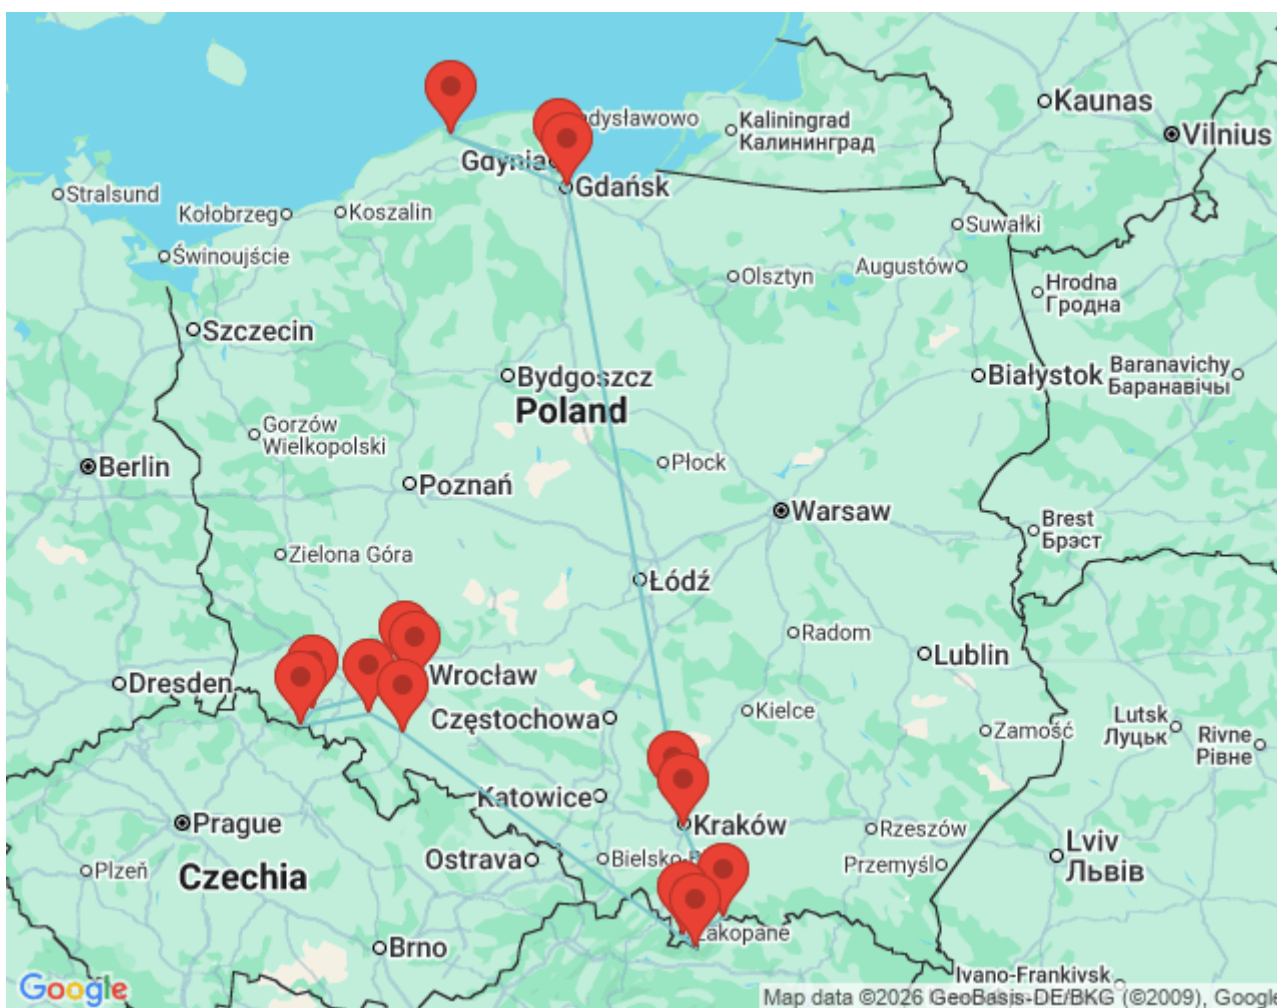 Kaunas
Vilnius
adysławowo
Kaliningrad
Калининград
Gdynia
Gdańsk
Stralsund
Kołobrzeg
Koszalin
Suwałki
Świnoujście
Olsztyn
Augustów
Hrodna
Гродна
Szczecin
Bydgoszcz
Białystok
Baranavichy
Баранавічы
Poland
Gorzów
Wielkopolski
Berlin
Płock
Poznań
Warsaw
Brest
Брэст
Zielona Góra
Łódź
Radom
Lublin
Wrocław
Dresden
Częstochowa
Kielce
Zamość
Lutsk
Луцьк
Rivne
Рівне
Katowice
Prague
Kraków
Rzeszów
Lviv
Львів
Ostrava
Bielsko-B
Przemyśl
Plzeń
Czechia
Zakopane
Brno
Ivano-Frankivsk
Google
Map data ©2026 GeoBasis-DE/BKG (©2009), Google